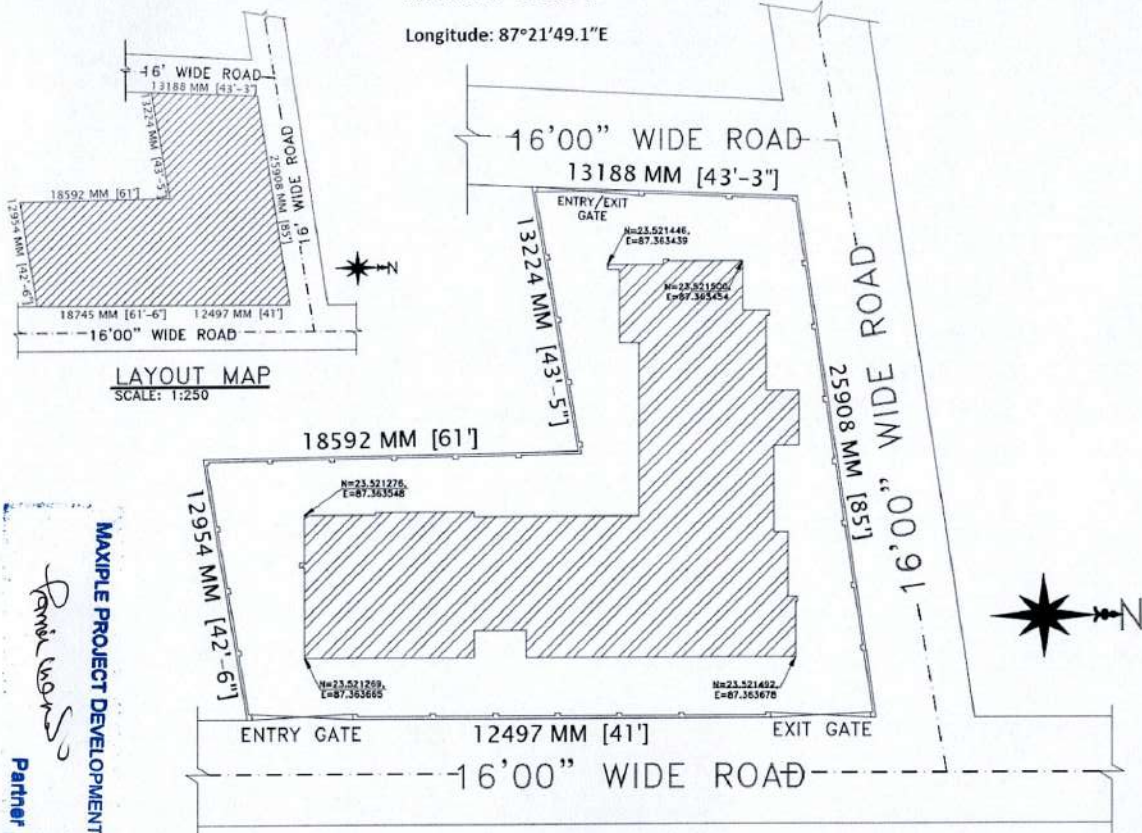 Longitude: 87°21'49.1"E
16' WIDE ROAD
13188 MM [43'-3"]
13224 MM [43'-5"]
25908 MM [85']
16' WIDE ROAD
18592 MM [61']
12954 MM [42'-6"]
18745 MM [61'-6"]
12497 MM [41']
16'00" WIDE ROAD
N
LAYOUT MAP
SCALE: 1:250
16'00" WIDE ROAD
13188 MM [43'-3"]
ENTRY/EXIT
GATE
N=23.521446,
E=87.363439
N=23.521500,
E=87.363454
13224 MM [43'-5"]
25908 MM [85']
16'00" WIDE ROAD
18592 MM [61']
N=23.521276,
E=87.363548
12954 MM [42'-6"]
N=23.521269,
E=87.363665
N=23.521492,
E=87.363678
N
ENTRY GATE
12497 MM [41']
EXIT GATE
16'00" WIDE ROAD
MAXIPLE PROJECT DEVELOPMENT
Partner